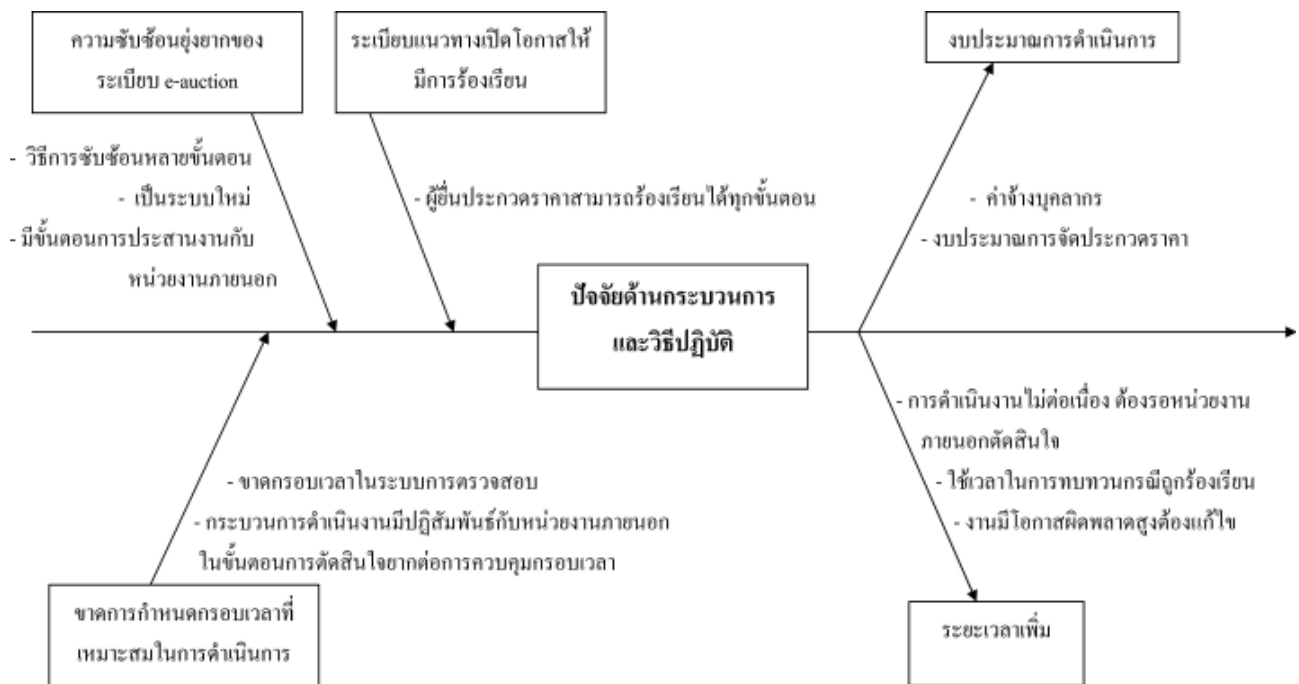 ความซับซ้อนยุ่งยากของ
ระเบียบ e-auction
ระเบียบแนวทางเปิดโอกาสให้
มีการร้องเรียน
งบประมาณการดำเนินการ
- วิธีการซับซ้อนหลายขั้นตอน
- เป็นระบบใหม่
- มีขั้นตอนการประสานงานกับ
หน่วยงานภายนอก
- ผู้ยื่นประกวดราคาสามารถร้องเรียนได้ทุกขั้นตอน
- ค่าจ้างบุคลากร
- งบประมาณการจัดประกวดราคา
ปัจจัยด้านกระบวนการ
และวิธีปฏิบัติ
- ขาดกรอบเวลาในระบบการตรวจสอบ
- กระบวนการดำเนินงานมีปฏิสัมพันธ์กับหน่วยงานภายนอก
ในขั้นตอนการตัดสินใจยากต่อการควบคุมกรอบเวลา
- การดำเนินงานไม่ต่อเนื่อง ต้องรอหน่วยงาน
ภายนอกตัดสินใจ
- ใช้เวลาในการทบทวนกรณีถูกร้องเรียน
- งานมีโอกาสผิดพลาดสูงต้องแก้ไข
ขาดการกำหนดกรอบเวลาที่
เหมาะสมในการดำเนินการ
ระยะเวลาเพิ่ม